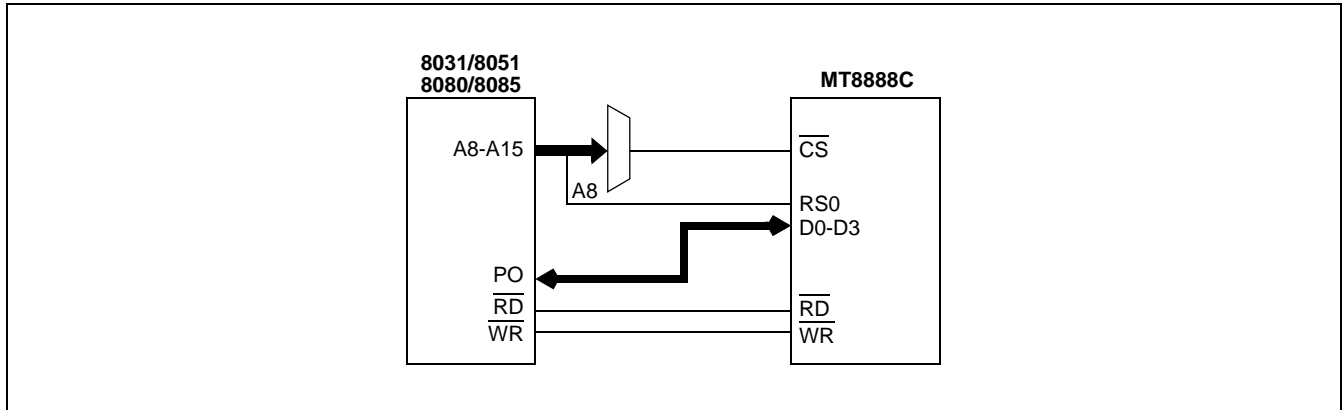 8031/8051
8080/8085
MT8888C
A8-A15
CS
A8
RS0
D0-D3
PO
RD
RD
WR
WR